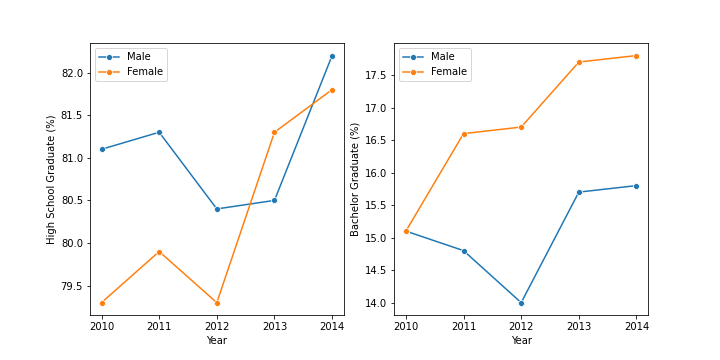 Male
Female
82.0
81.5
81.0
80.5
80.0
79.5
High School Graduate (%)
2010 2011 2012 2013 2014
Year
Male
Female
17.5
17.0
16.5
16.0
15.5
15.0
14.5
14.0
Bachelor Graduate (%)
2010 2011 2012 2013 2014
Year